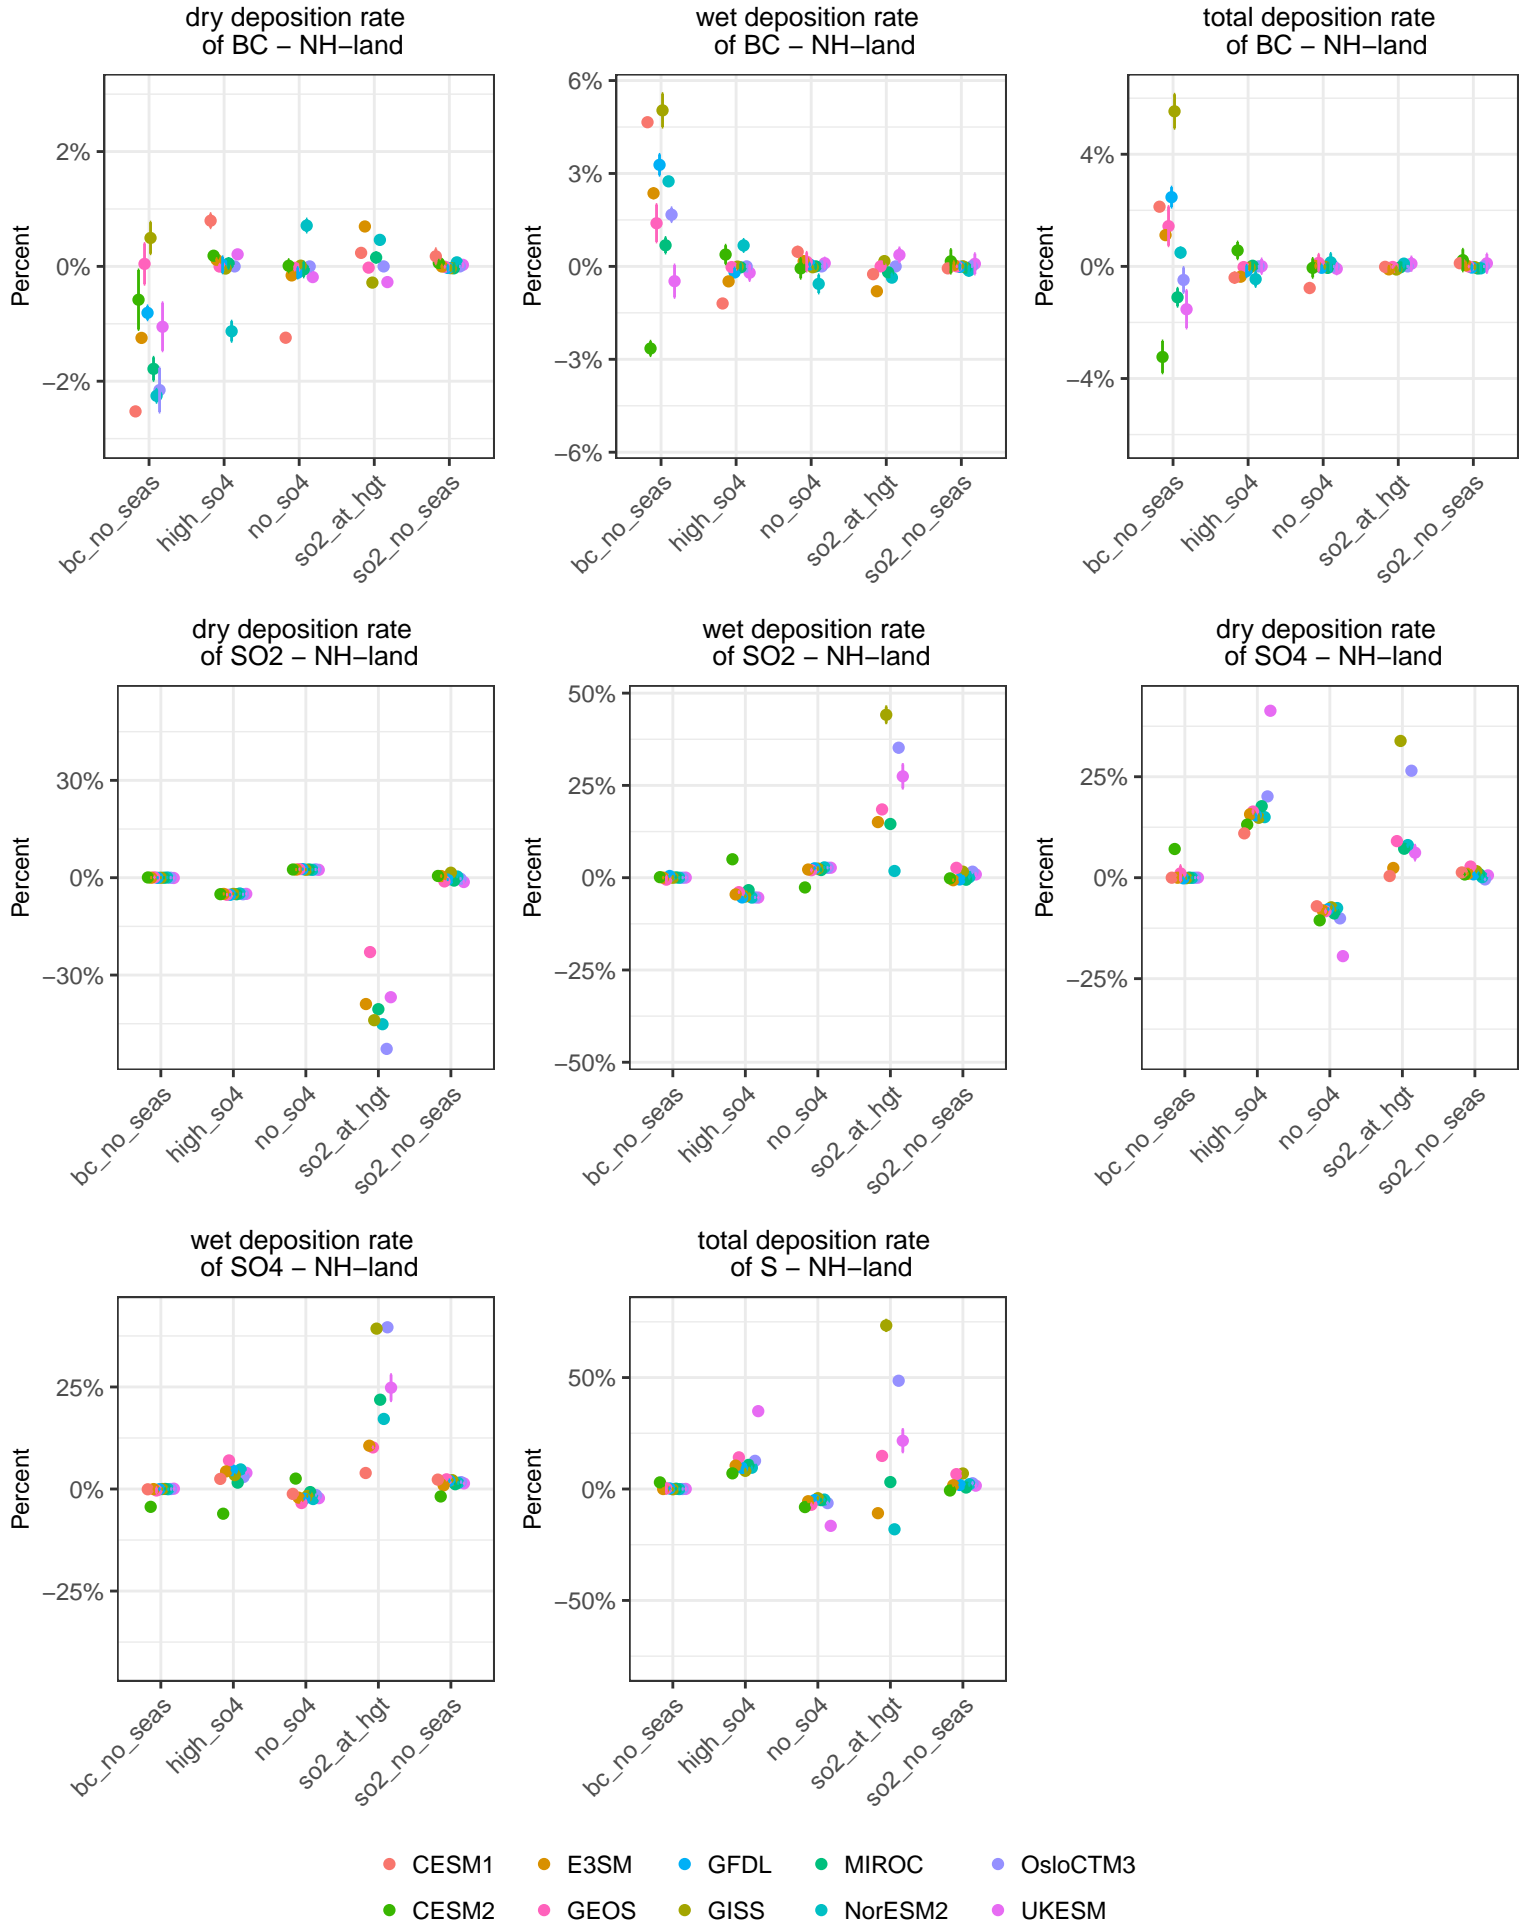 dry deposition rate
of BC − NH−land
wet deposition rate
of BC − NH−land
total deposition rate
of BC − NH−land
Percent
2%
0%
−2%
bc_no_seas
high_so4
no_so4
so2_at_hgt
so2_no_seas
Percent
6%
3%
0%
−3%
−6%
bc_no_seas
high_so4
no_so4
so2_at_hgt
so2_no_seas
Percent
4%
0%
−4%
bc_no_seas
high_so4
no_so4
so2_at_hgt
so2_no_seas
dry deposition rate
of SO2 − NH−land
wet deposition rate
of SO2 − NH−land
dry deposition rate
of SO4 − NH−land
Percent
30%
0%
−30%
bc_no_seas
high_so4
no_so4
so2_at_hgt
so2_no_seas
Percent
50%
25%
0%
−25%
−50%
bc_no_seas
high_so4
no_so4
so2_at_hgt
so2_no_seas
Percent
25%
0%
−25%
bc_no_seas
high_so4
no_so4
so2_at_hgt
so2_no_seas
wet deposition rate
of SO4 − NH−land
total deposition rate
of S − NH−land
Percent
25%
0%
−25%
bc_no_seas
high_so4
no_so4
so2_at_hgt
so2_no_seas
Percent
50%
0%
−50%
bc_no_seas
high_so4
no_so4
so2_at_hgt
so2_no_seas
CESM1 E3SM GFDL MIROC OsloCTM3
CESM2 GEOS GISS NorESM2 UKESM